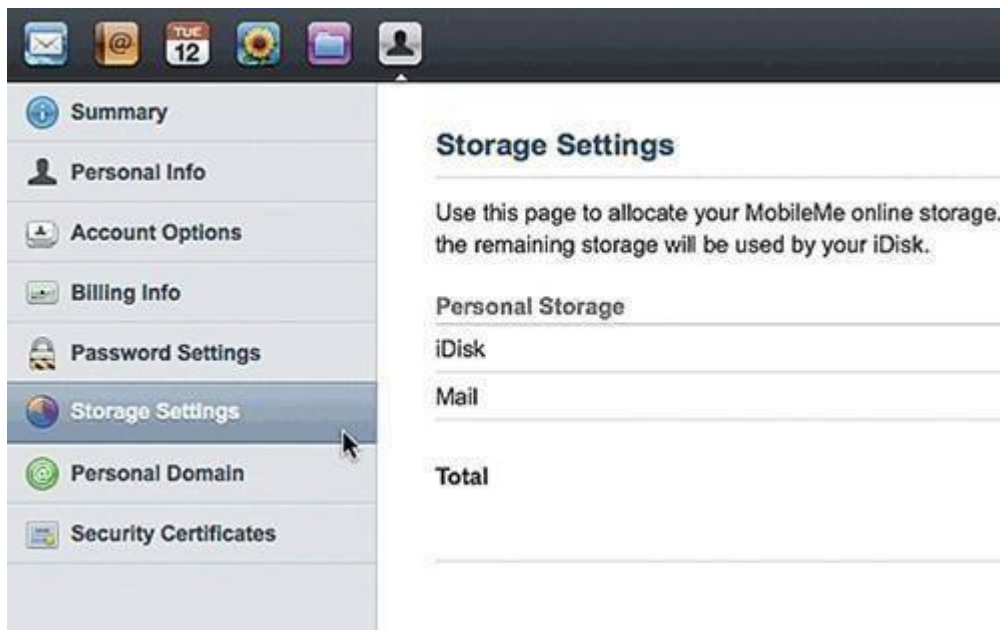 TUE
12
Summary
Personal Info
Account Options
Billing Info
Password Settings
Storage Settings
Personal Domain
Security Certificates
Storage Settings
Use this page to allocate your MobileMe online storage.
the remaining storage will be used by your iDisk.
Personal Storage
iDisk
Mail
Total